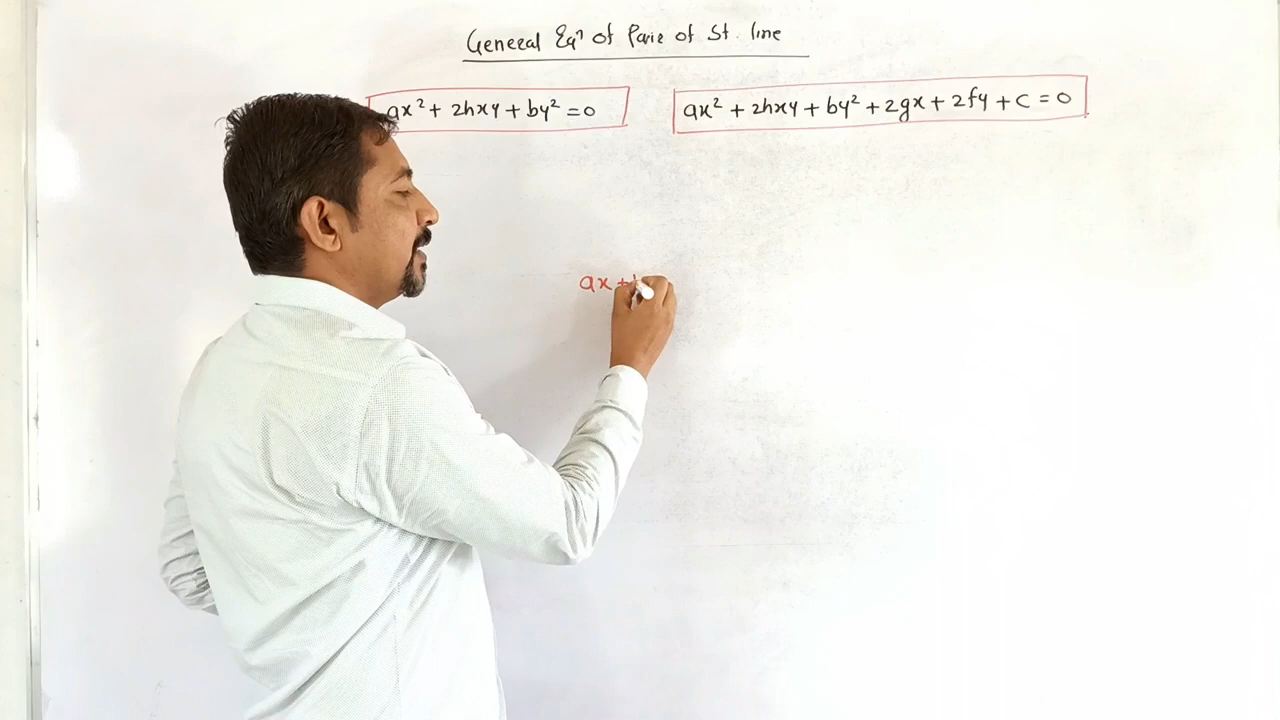 General Eqⁿ of Pair of St. line
ax² + 2hxy + by² = 0
ax² + 2hxy + by² + 2gx + 2fy + c = 0
ax +